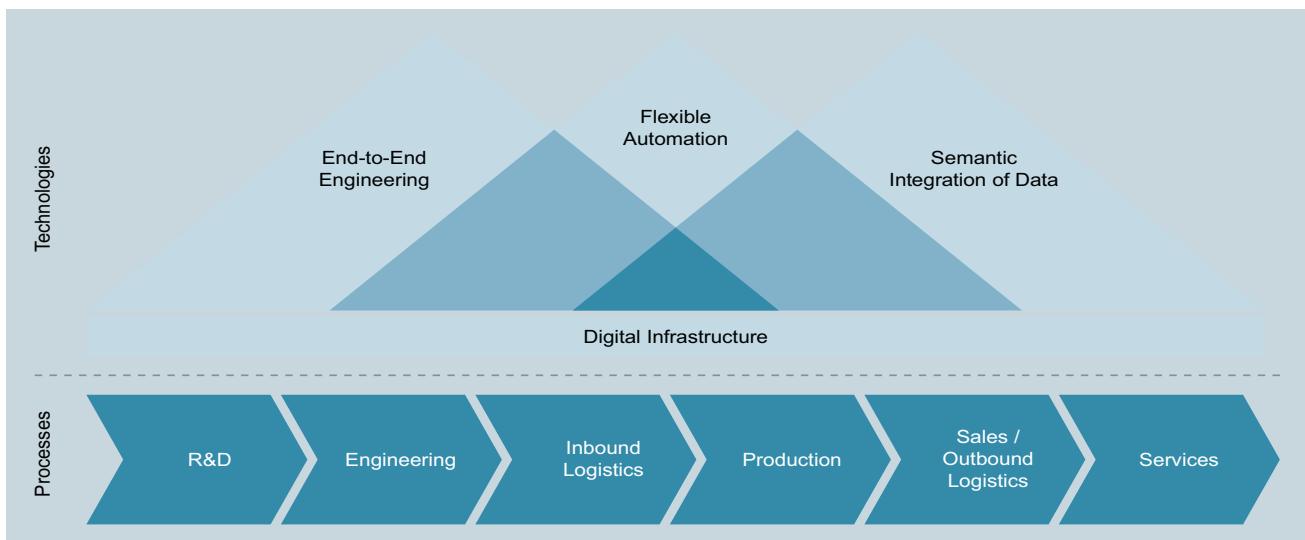 Technologies
End-to-End
Engineering
Flexible
Automation
Semantic
Integration of Data
Digital Infrastructure
Processes
R&D
Engineering
Inbound
Logistics
Production
Sales /
Outbound
Logistics
Services